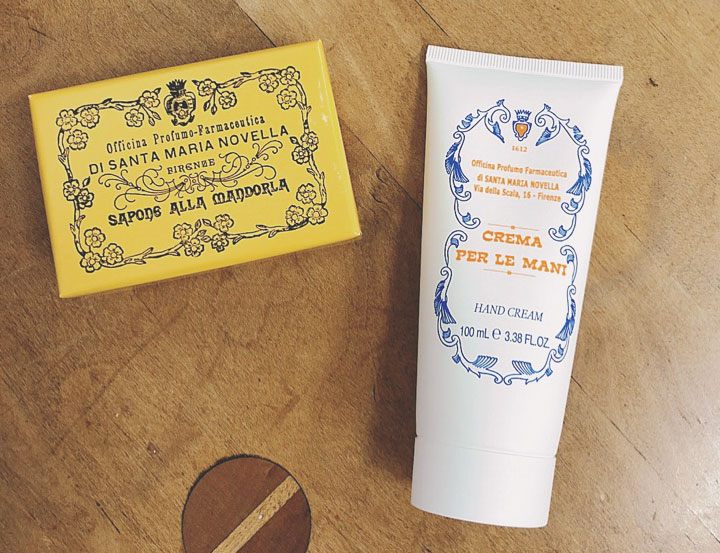 Officina Profumo-Farmaceutica
DI SANTA MARIA NOVELLA
FIRENZE
SAPONE ALLA MANDORLA
1612
Officina Profumo Farmaceutica
di SANTA MARIA NOVELLA
Via della Scala, 16 - Firenze
CREMA
PER LE MANI
HAND CREAM
100 mL ℮ 3.38 FL.OZ.